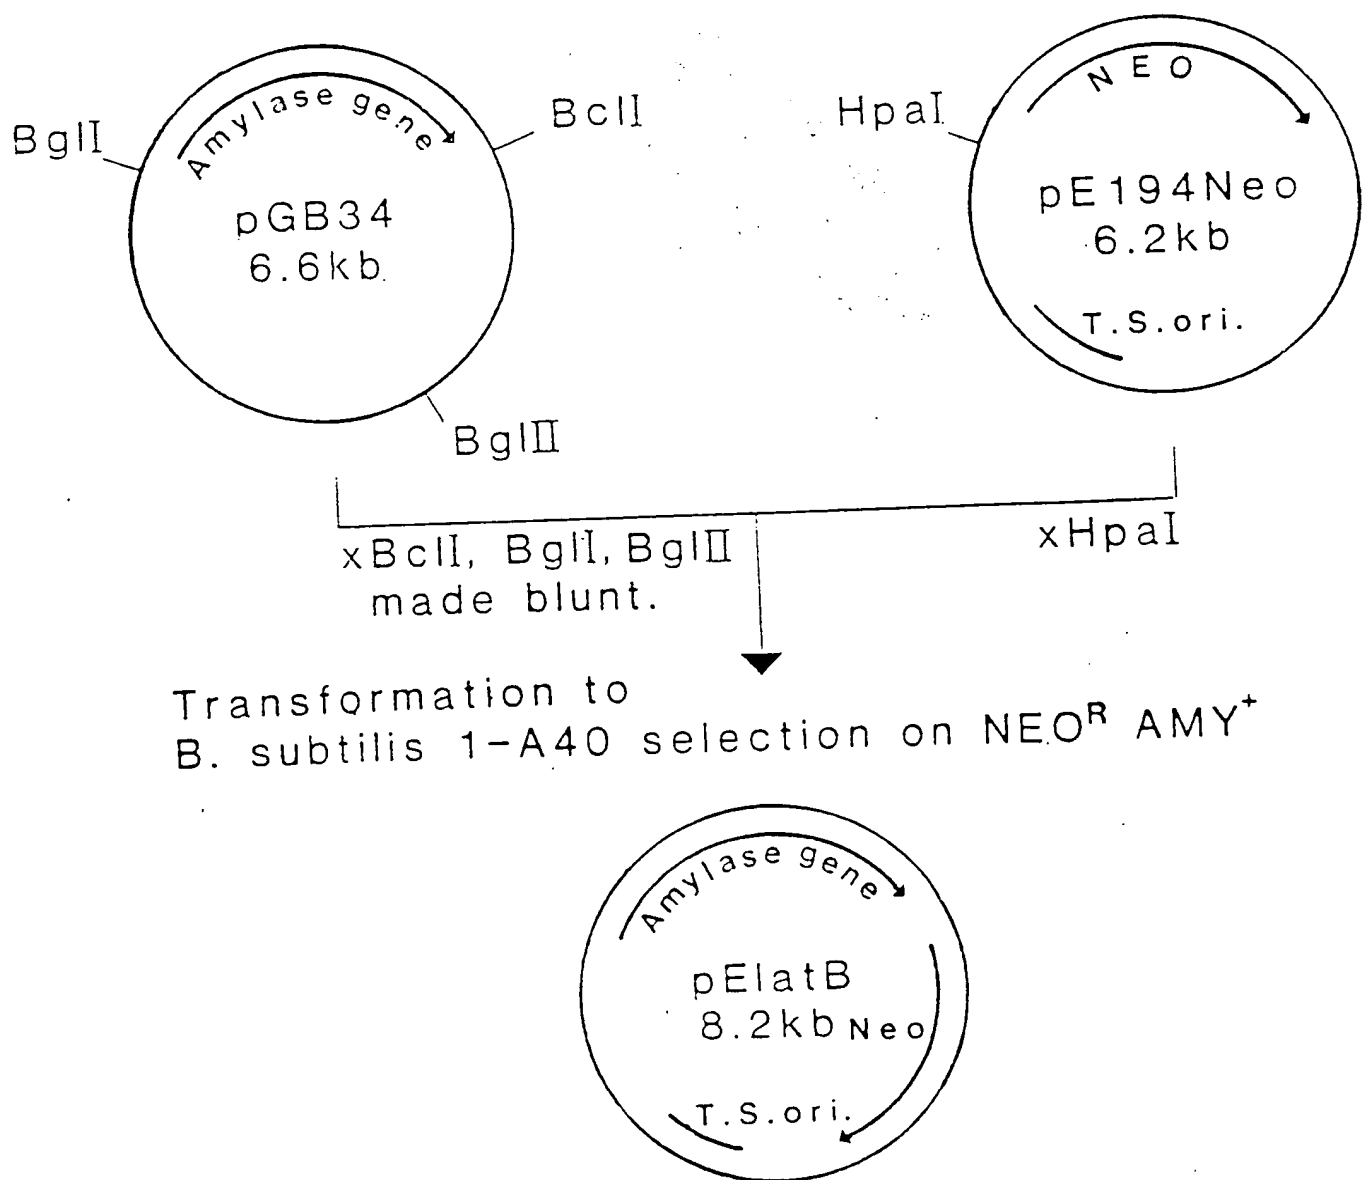 Amylase gene
BglI
BclI
pGB34
6.6kb
BglII
NEO
HpaI
pE194Neo
6.2kb
T.S.ori.
xBclI, BglI, BglII
made blunt.
xHpaI
Transformation to
B. subtilis 1-A40 selection on NEO^R AMY^+
Amylase gene
pElatB
8.2kb Neo
T.S.ori.